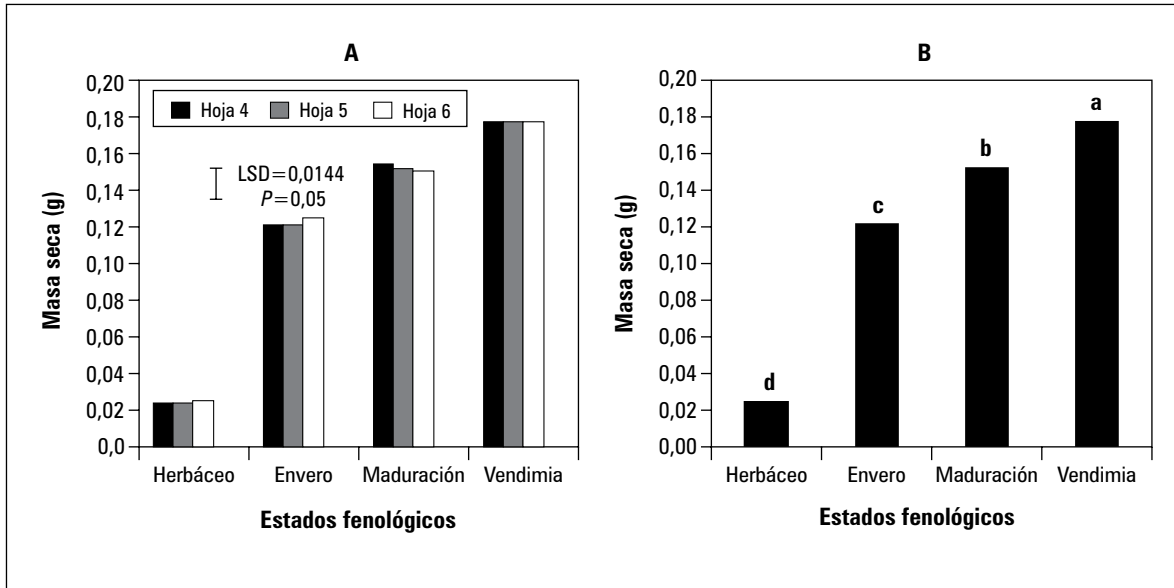 A
0,20
0,18
0,16
0,14
0,12
0,10
0,08
0,06
0,04
0,02
0,0
Masa seca (g)
Hoja 4 Hoja 5 Hoja 6
LSD=0,0144
P=0,05
Herbáceo Envero Maduración Vendimia
Estados fenológicos
B
0,20
0,18
0,16
0,14
0,12
0,10
0,08
0,06
0,04
0,02
0,00
Masa seca (g)
d
c
b
a
Herbáceo Envero Maduración Vendimia
Estados fenológicos